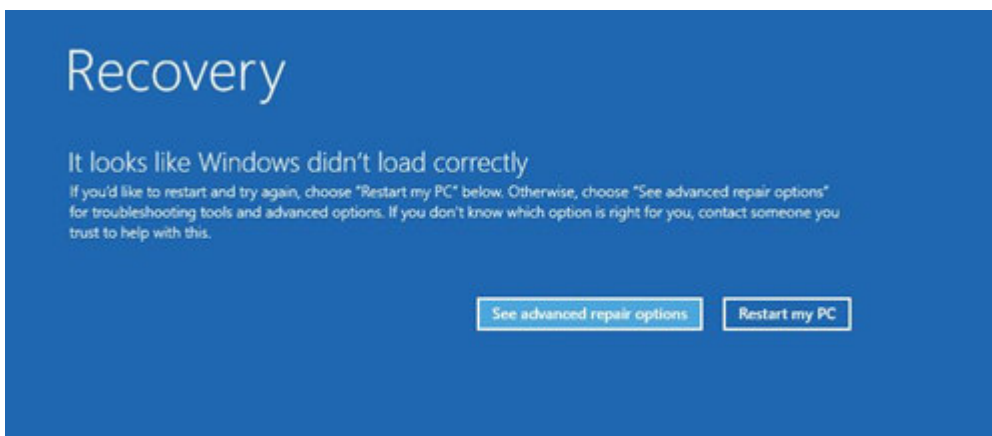 Recovery
It looks like Windows didn't load correctly
If you'd like to restart and try again, choose "Restart my PC" below. Otherwise, choose "See advanced repair options"
for troubleshooting tools and advanced options. If you don't know which option is right for you, contact someone you
trust to help with this.
See advanced repair options
Restart my PC